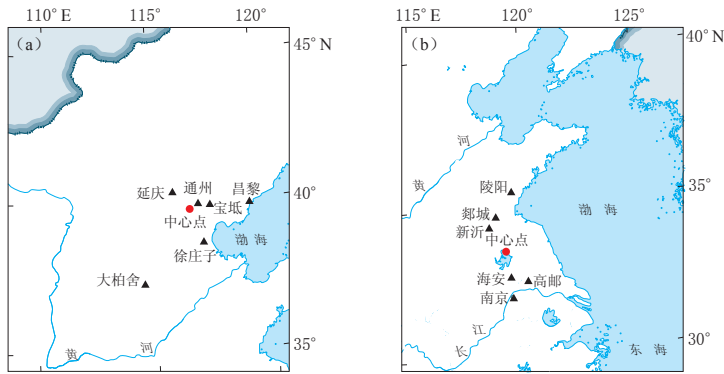 110° E
115°
120°
(a)
45° N
延庆
通州
昌黎
40°
宝坻
中心点
渤 海
徐庄子
大柏舍
黄 河
35°
115° E
120°
125°
(b)
40° N
黄 河
陵阳
渤 海
郯城
35°
新沂
中心点
海安
高邮
南京
长 江
30°
东 海